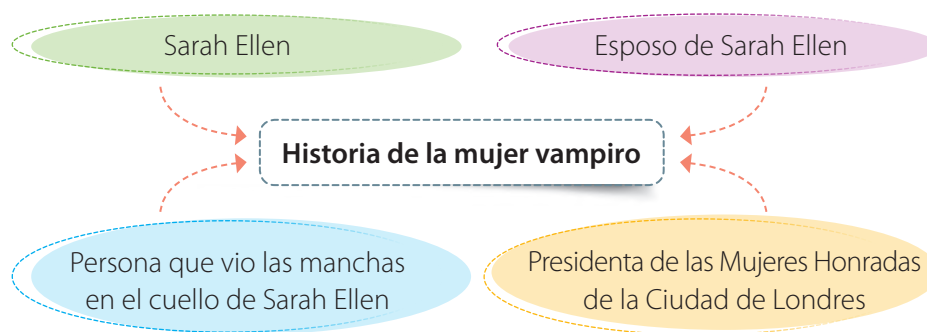 Sarah Ellen
Esposo de Sarah Ellen
Historia de la mujer vampiro
Persona que vio las manchas
en el cuello de Sarah Ellen
Presidenta de las Mujeres Honradas
de la Ciudad de Londres